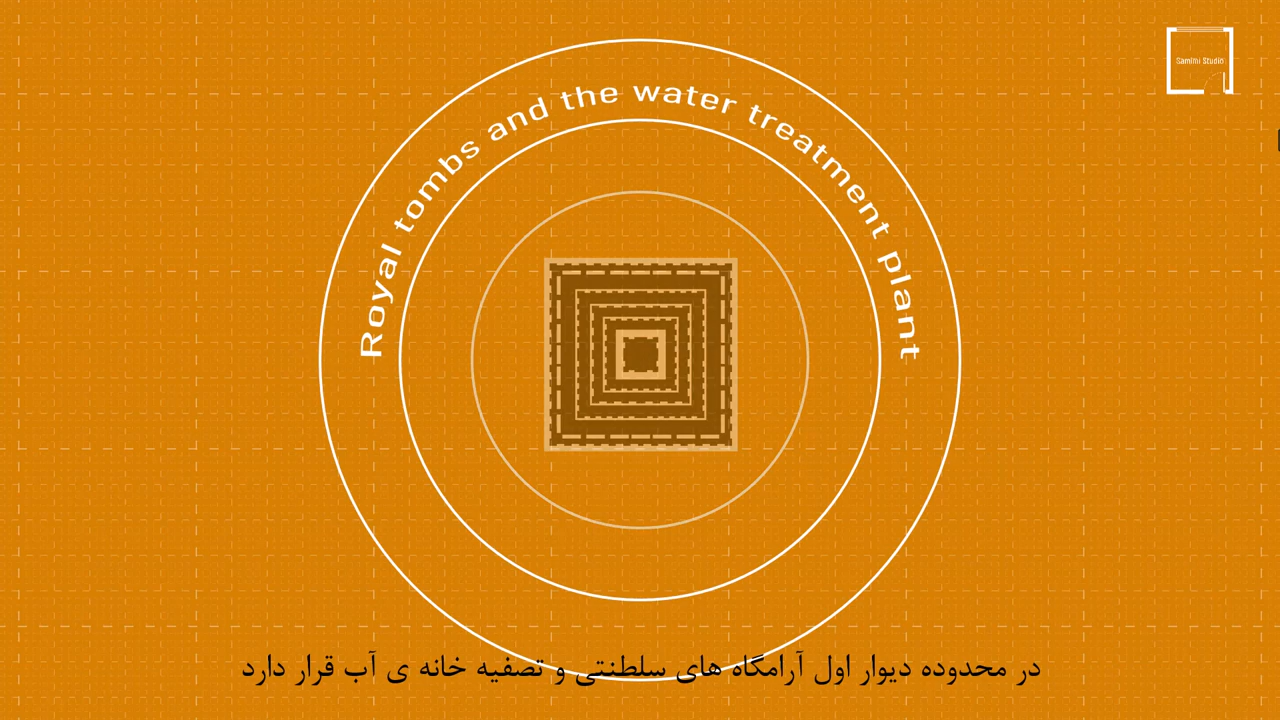 Samimi Studio
Royal tombs and the water treatment plant
در محدوده دیوار اول آرامگاه های سلطنتی و تصفیه خانه ی آب قرار دارد